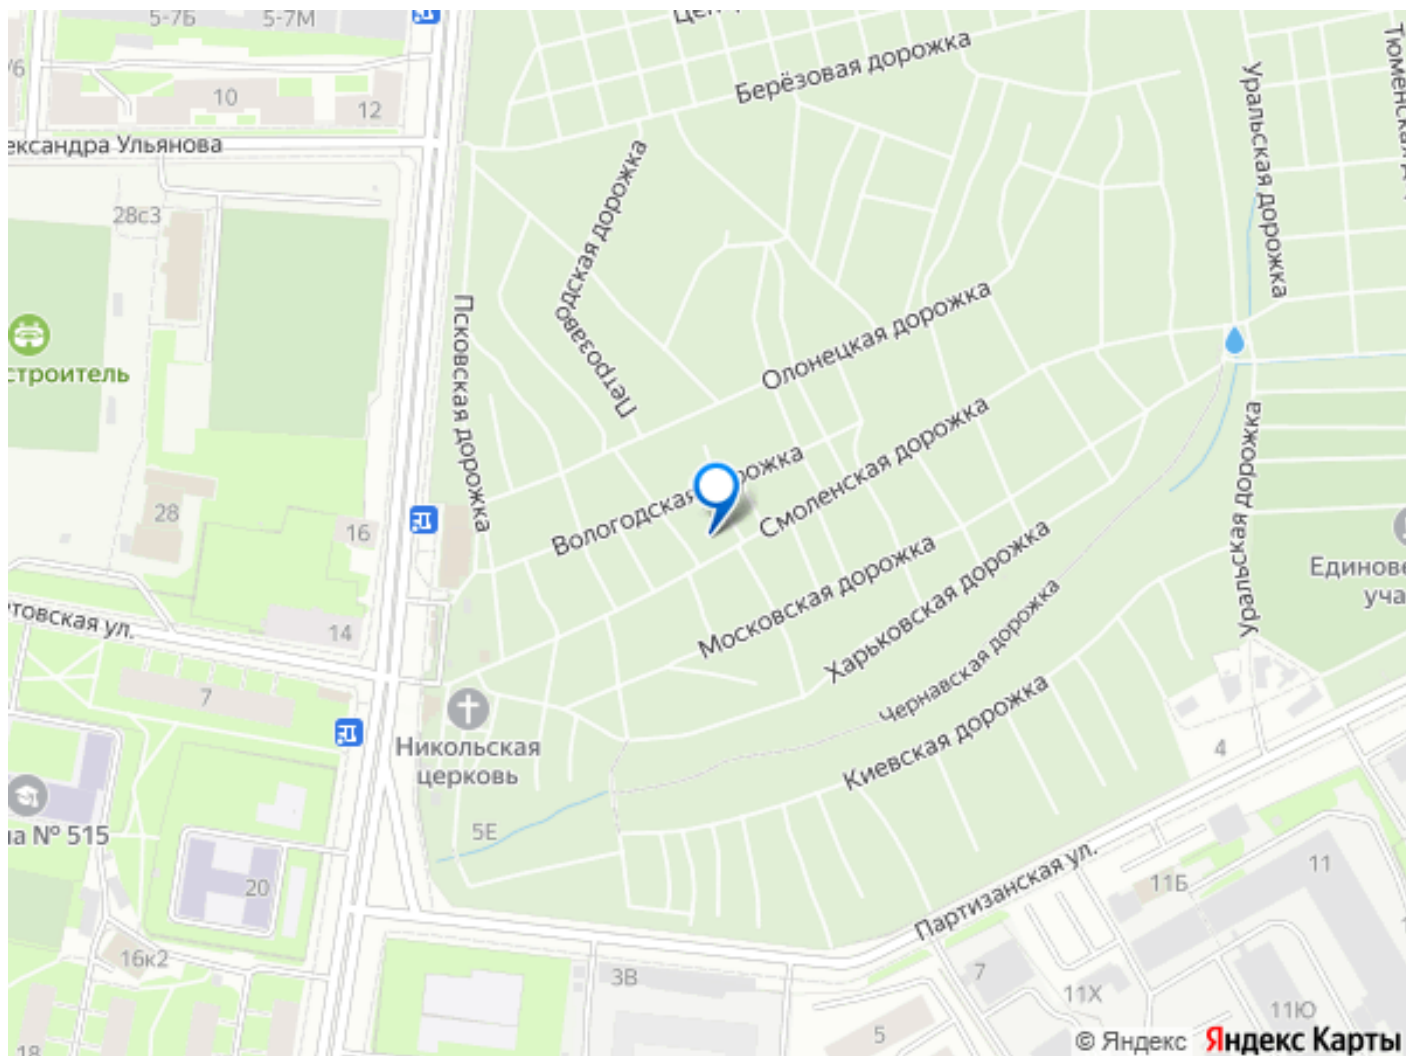 5-7Б
5-7М
Берёзовая дорожка
10
12
ександра Ульянова
28с3
Уральская дорожка
Петрозаводская дорожка
Псковская дорожка
Олонецкая дорожка
строитель
Вологодская дорожка
Смоленская дорожка
28
16
Московская дорожка
Харьковская дорожка
Уральская дорожка
Единове
уча
товская ул.
14
7
Чернавская дорожка
Киевская дорожка
Никольская
церковь
4
на № 515
5Е
20
Партизанская ул.
11
11Б
16к2
3В
7
11Х
11Ю
5
18
© Яндекс Яндекс Карты